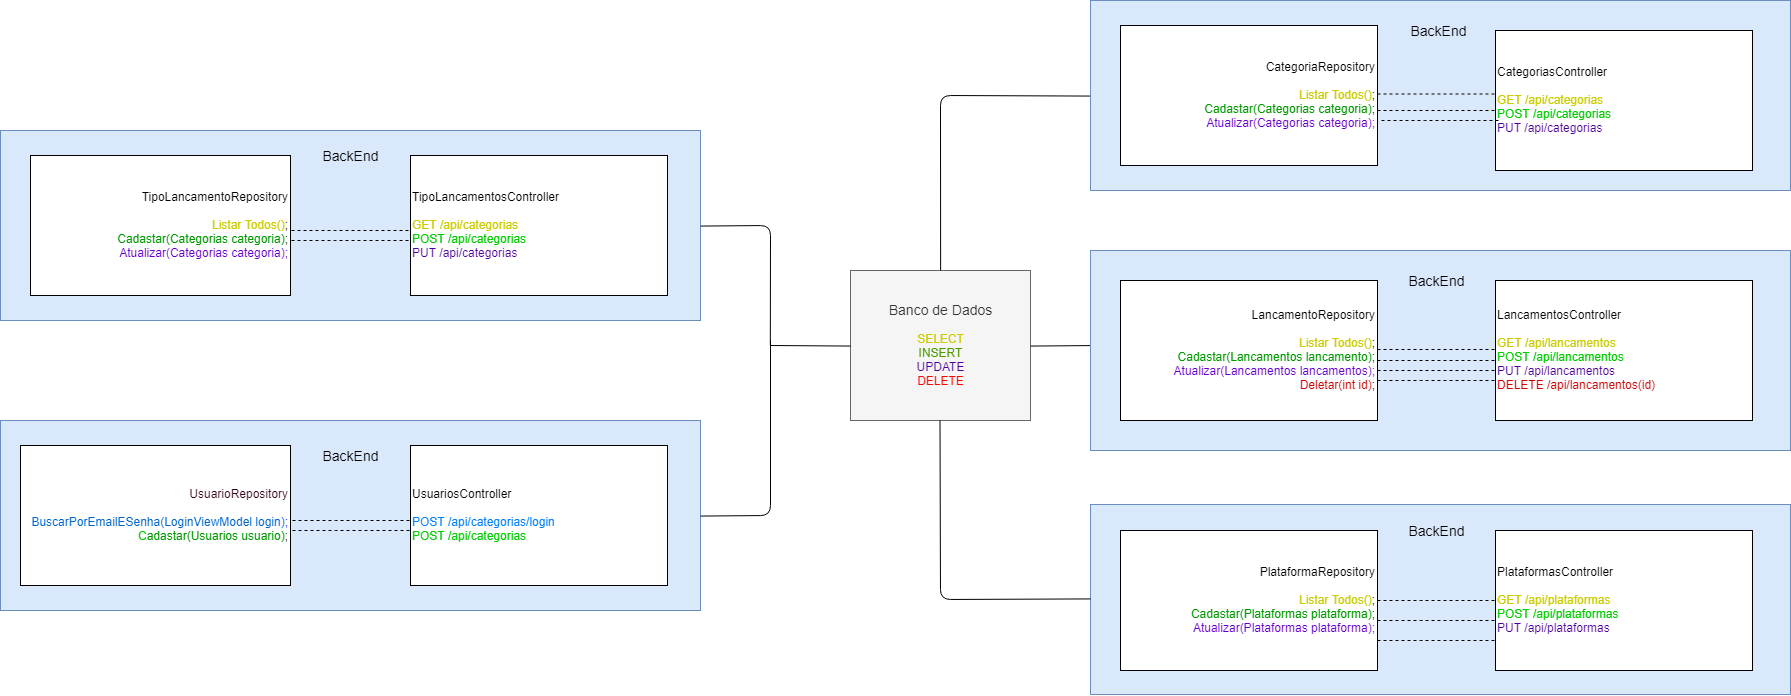 BackEnd
CategoriaRepository
Listar Todos();
Cadastar(Categorias categoria);
Atualizar(Categorias categoria);
CategoriasController
GET /api/categorias
POST /api/categorias
PUT /api/categorias
BackEnd
TipoLancamentoRepository
Listar Todos();
Cadastar(Categorias categoria);
Atualizar(Categorias categoria);
TipoLancamentosController
GET /api/categorias
POST /api/categorias
PUT /api/categorias
Banco de Dados
SELECT
INSERT
UPDATE
DELETE
BackEnd
LancamentoRepository
Listar Todos();
Cadastar(Lancamentos lancamento);
Atualizar(Lancamentos lancamentos);
Deletar(int id);
LancamentosController
GET /api/lancamentos
POST /api/lancamentos
PUT /api/lancamentos
DELETE /api/lancamentos(id)
BackEnd
UsuarioRepository
BuscarPorEmailESenha(LoginViewModel login);
Cadastar(Usuarios usuario);
UsuariosController
POST /api/categorias/login
POST /api/categorias
BackEnd
PlataformaRepository
Listar Todos();
Cadastar(Plataformas plataforma);
Atualizar(Plataformas plataforma);
PlataformasController
GET /api/plataformas
POST /api/plataformas
PUT /api/plataformas